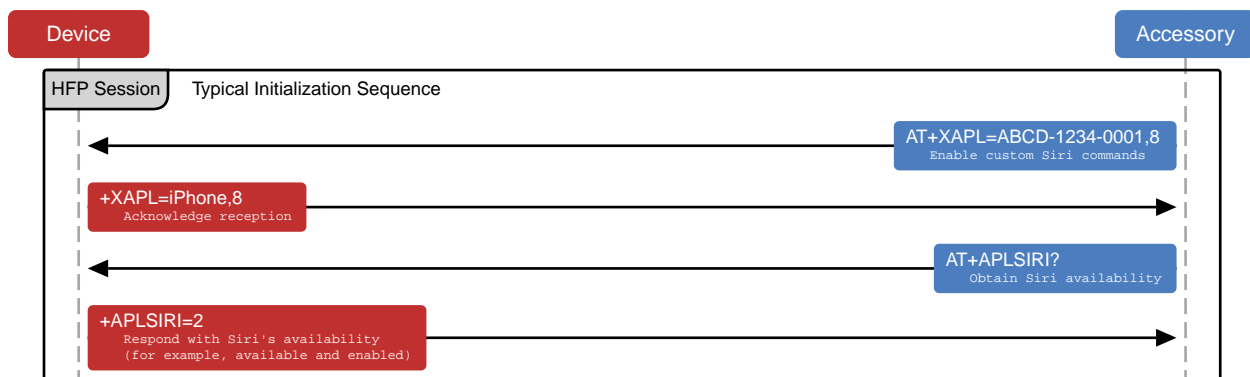 Device
Accessory
HFP Session
Typical Initialization Sequence
AT+XAPL=ABCD-1234-0001,8
Enable custom Siri commands
+XAPL=iPhone,8
Acknowledge reception
AT+APLSIRI?
Obtain Siri availability
+APLSIRI=2
Respond with Siri's availability
(for example, available and enabled)